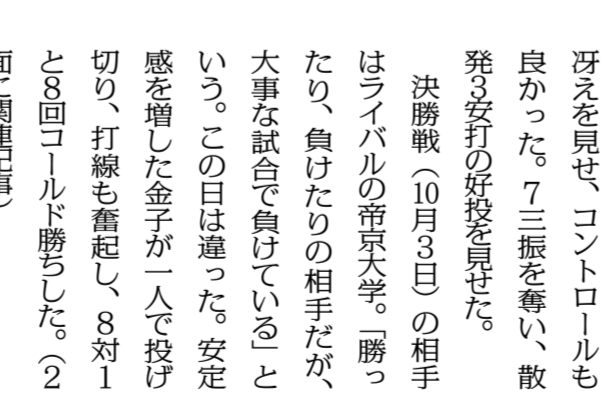 冴えを見せ、コントロールも
良かった。7三振を奪い、散
発3安打の好投を見せた。
決勝戦（10月3日）の相手
はライバルの帝京大学。「勝っ
たり、負けたりの相手だが、
大事な試合で負けている」と
いう。この日は違った。安定
感を増した金子が一人で投げ
切り、打線も奮起し、8対1
と8回コールド勝ちした。（2
面に関連記事）